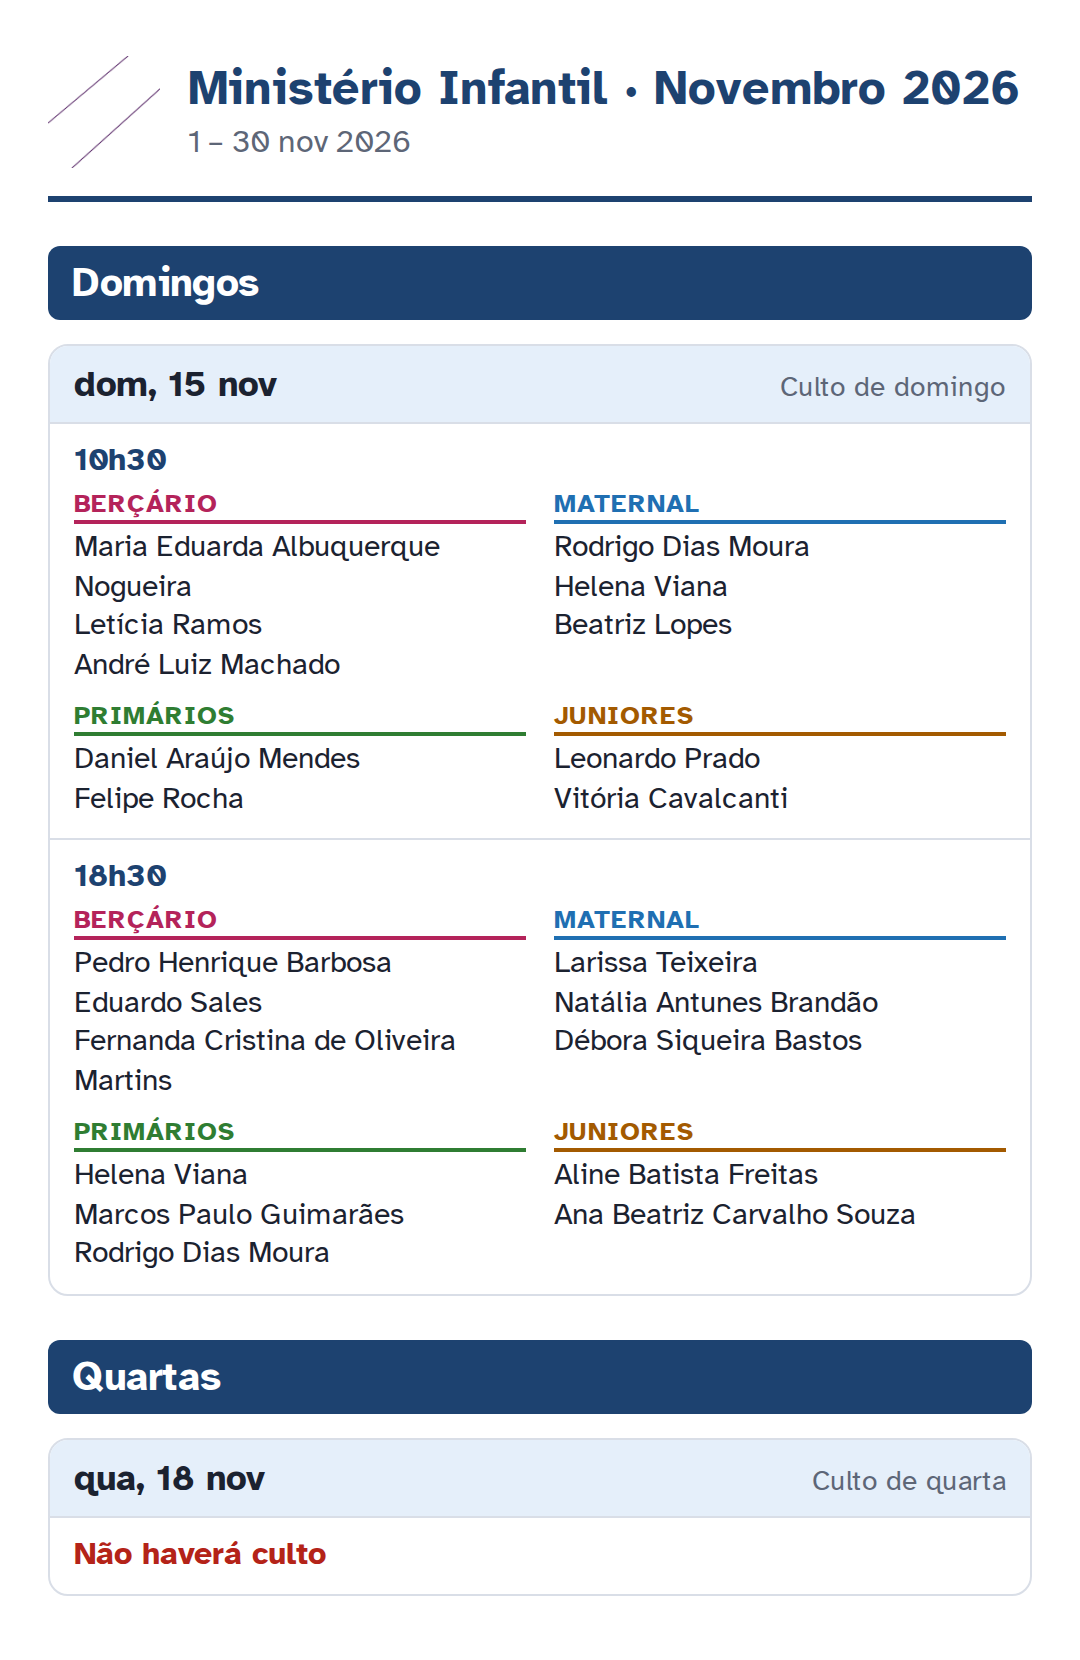 Ministério Infantil • Novembro 2026
1 – 30 nov 2026
Domingos
dom, 15 nov
Culto de domingo
10h30
BERÇÁRIO
Maria Eduarda Albuquerque
Nogueira
Letícia Ramos
André Luiz Machado
MATERNAL
Rodrigo Dias Moura
Helena Viana
Beatriz Lopes
PRIMÁRIOS
Daniel Araújo Mendes
Felipe Rocha
JUNIORES
Leonardo Prado
Vitória Cavalcanti
18h30
BERÇÁRIO
Pedro Henrique Barbosa
Eduardo Sales
Fernanda Cristina de Oliveira
Martins
MATERNAL
Larissa Teixeira
Natália Antunes Brandão
Débora Siqueira Bastos
PRIMÁRIOS
Helena Viana
Marcos Paulo Guimarães
Rodrigo Dias Moura
JUNIORES
Aline Batista Freitas
Ana Beatriz Carvalho Souza
Quartas
qua, 18 nov
Culto de quarta
Não haverá culto